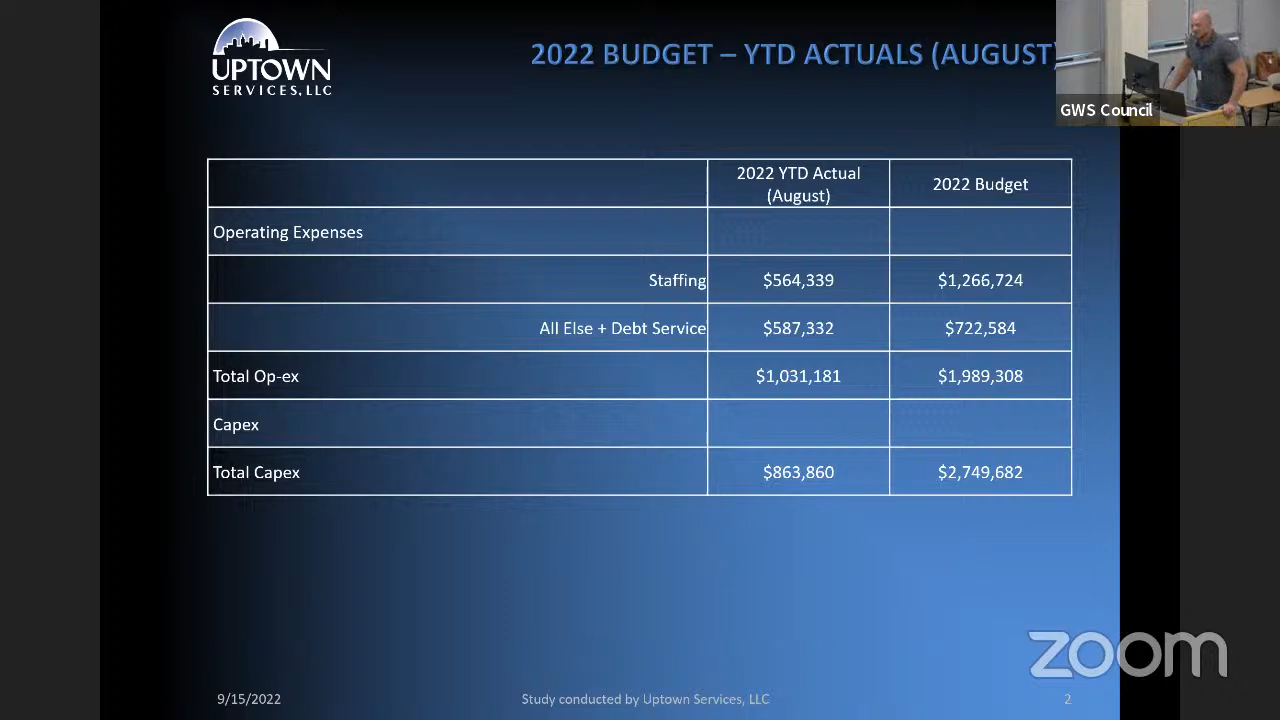 UPTOWN
SERVICES, LLC
2022 BUDGET – YTD ACTUALS (AUGUST)
GWS Council
2022 YTD Actual
(August)
2022 Budget
Operating Expenses
Staffing $564,339 $1,266,724
All Else + Debt Service $587,332 $722,584
Total Op-ex $1,031,181 $1,989,308
Capex
Total Capex $863,860 $2,749,682
zoom
9/15/2022 Study conducted by Uptown Services, LLC 2